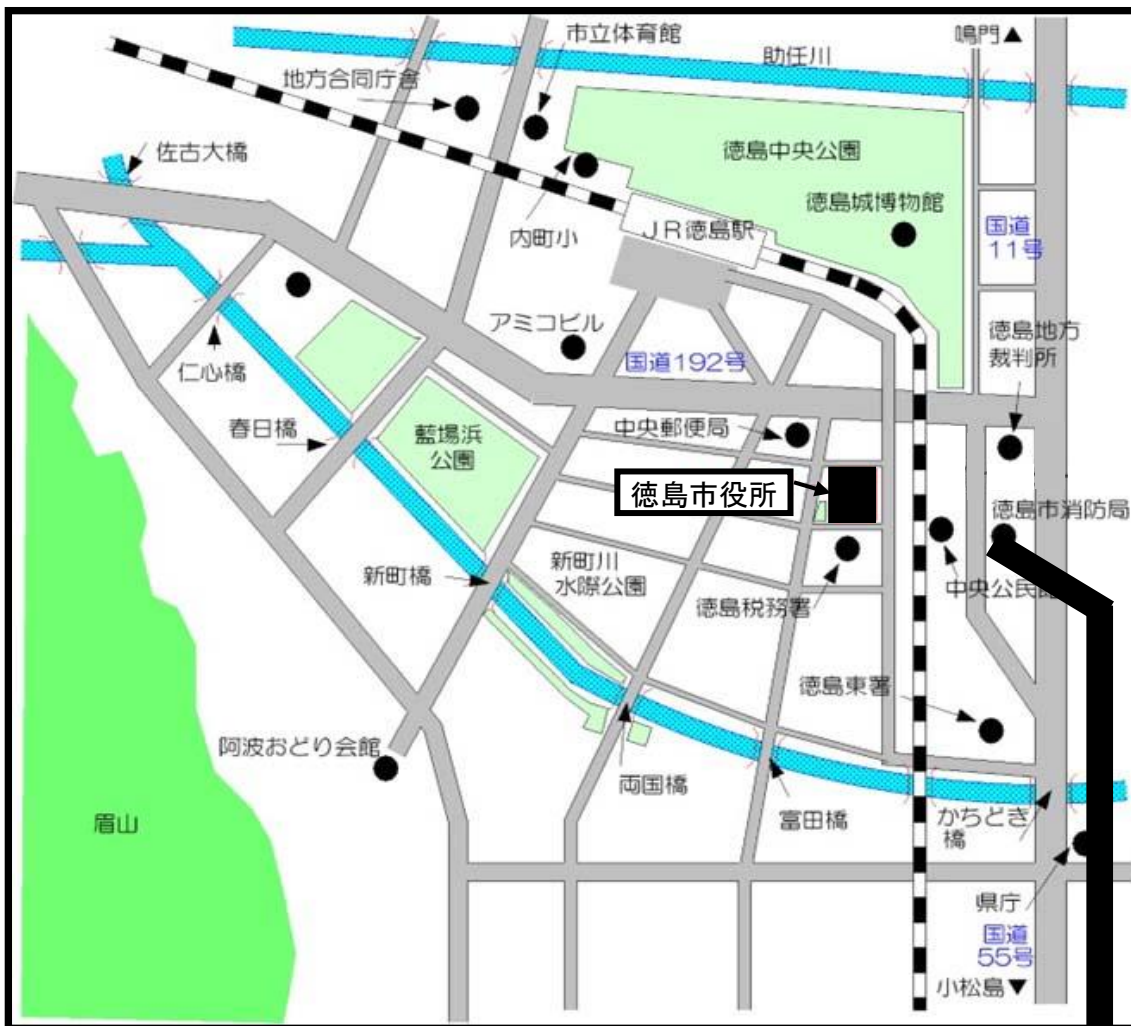 市立体育館
鳴門▲
助任川
地方合同庁舎
佐古大橋
徳島中央公園
徳島城博物館
内町小
JR徳島駅
国道
11号
アミコビル
徳島地方
裁判所
国道192号
仁心橋
春日橋
藍場浜
公園
中央郵便局
徳島市役所
徳島市消防局
新町橋
新町川
水際公園
中央公民館
徳島税務署
徳島東署
阿波おどり会館
両国橋
富田橋
かちどき
橋
眉山
県庁
国道
55号
小松島▼